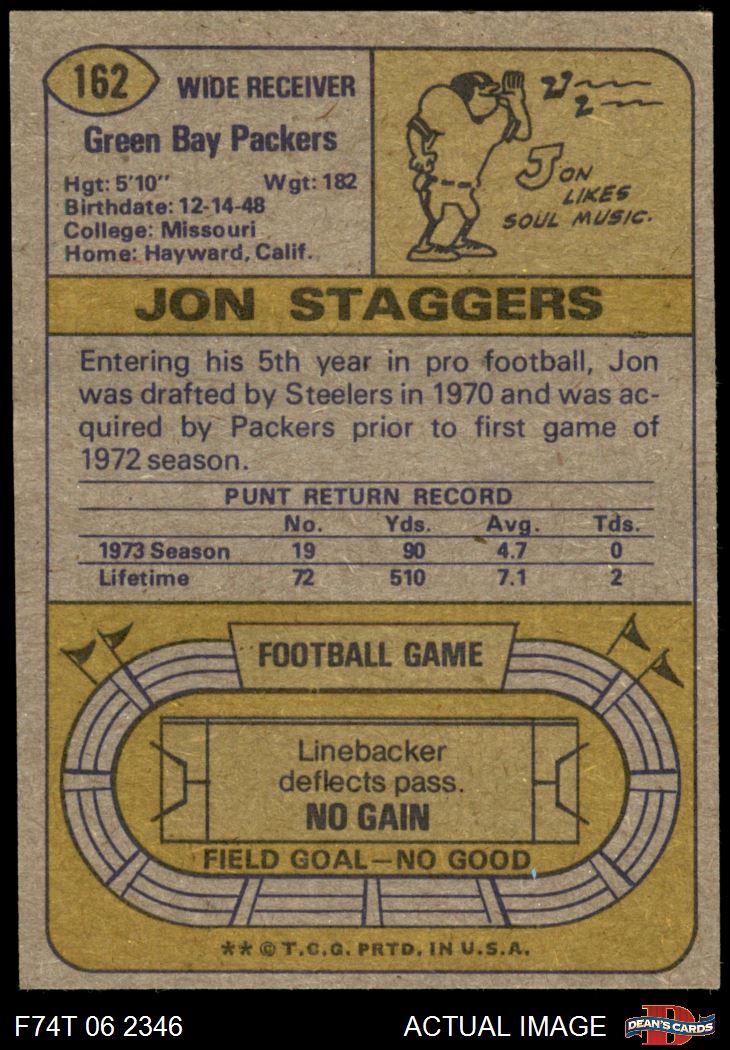 162
WIDE RECEIVER
Green Bay Packers
Hgt: 5'10" Wgt: 182
Birthdate: 12-14-48
College: Missouri
Home: Hayward, Calif.
JON
LIKES
SOUL MUSIC.
JON STAGGERS
Entering his 5th year in pro football, Jon
was drafted by Steelers in 1970 and was ac-
quired by Packers prior to first game of
1972 season.
PUNT RETURN RECORD
No. Yds. Avg. Tds.
1973 Season 19 90 4.7 0
Lifetime 72 510 7.1 2
FOOTBALL GAME
Linebacker
deflects pass.
NO GAIN
FIELD GOAL—NO GOOD
** © T.C.G. PRTD. IN U.S.A.
F74T 06 2346 ACTUAL IMAGE
D
DEAN'S CARDS